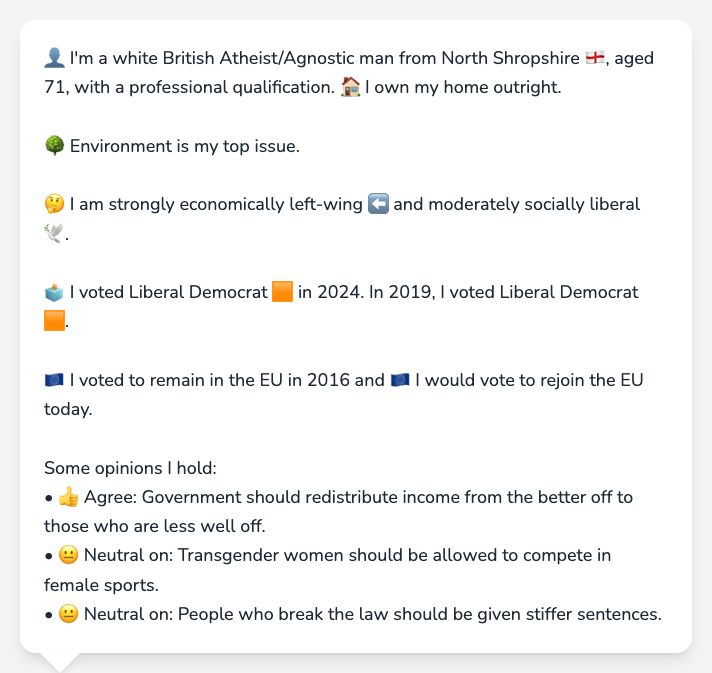 👤 I'm a white British Atheist/Agnostic man from North Shropshire 🏴󠁧󠁢󠁥󠁮󠁧󠁿, aged
71, with a professional qualification. 🏠 I own my home outright.
🌳 Environment is my top issue.
🤔 I am strongly economically left-wing ⬅️ and moderately socially liberal
🕊️.
🗳️ I voted Liberal Democrat 🟧 in 2024. In 2019, I voted Liberal Democrat
🟧.
🇪🇺 I voted to remain in the EU in 2016 and 🇪🇺 I would vote to rejoin the EU
today.
Some opinions I hold:
• 👍 Agree: Government should redistribute income from the better off to
those who are less well off.
• 😐 Neutral on: Transgender women should be allowed to compete in
female sports.
• 😐 Neutral on: People who break the law should be given stiffer sentences.